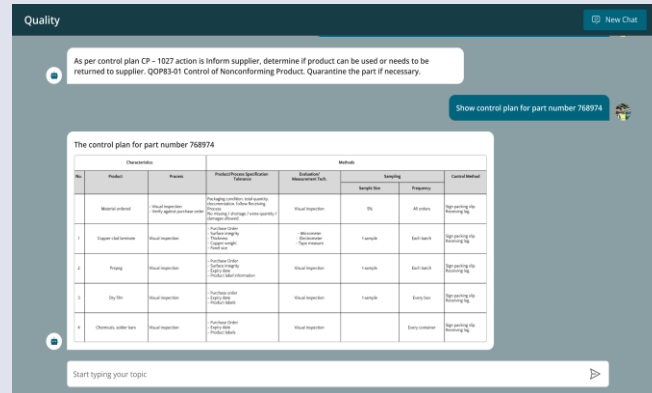 Quality
New Chat
As per control plan CP – 1027 action is Inform supplier, determine if product can be used or needs to be
returned to supplier. QOP83-01 Control of Nonconforming Product. Quarantine the part if necessary.
Show control plan for part number 768974
The control plan for part number 768974
Characteristics Methods
No. Product Process Product/Process Specification Tolerance Evaluation/ Measurement Tech. Sampling Control Method
Sample Size Frequency
Material ordered - Visual inspection - Verify against purchase order Packaging condition, total quantity, documentation. Follow Receiving Process No missing / shortage / extra quantity / damages allowed. Visual Inspection All orders Sign packing slip Receiving log
1 Copper clad laminate Visual inspection - Purchase Order - Surface integrity - Thickness - Copper weight - Panel size - Micrometer - Tape measure 1 sample Each batch Sign packing slip Receiving log
2 Prepreg Visual inspection - Purchase Order - Surface integrity - Expiry date - Product label information Visual Inspection 1 sample Each batch Sign packing slip Receiving log
3 Dry film Visual inspection - Purchase order - Expiry date - Product labels Visual Inspection 1 sample Every box Sign packing slip Receiving log
4 Chemicals, solder bars Visual inspection - Purchase Order - Expiry date - Product labels Visual Inspection Every container Sign packing slip Receiving log
Start typing your topic